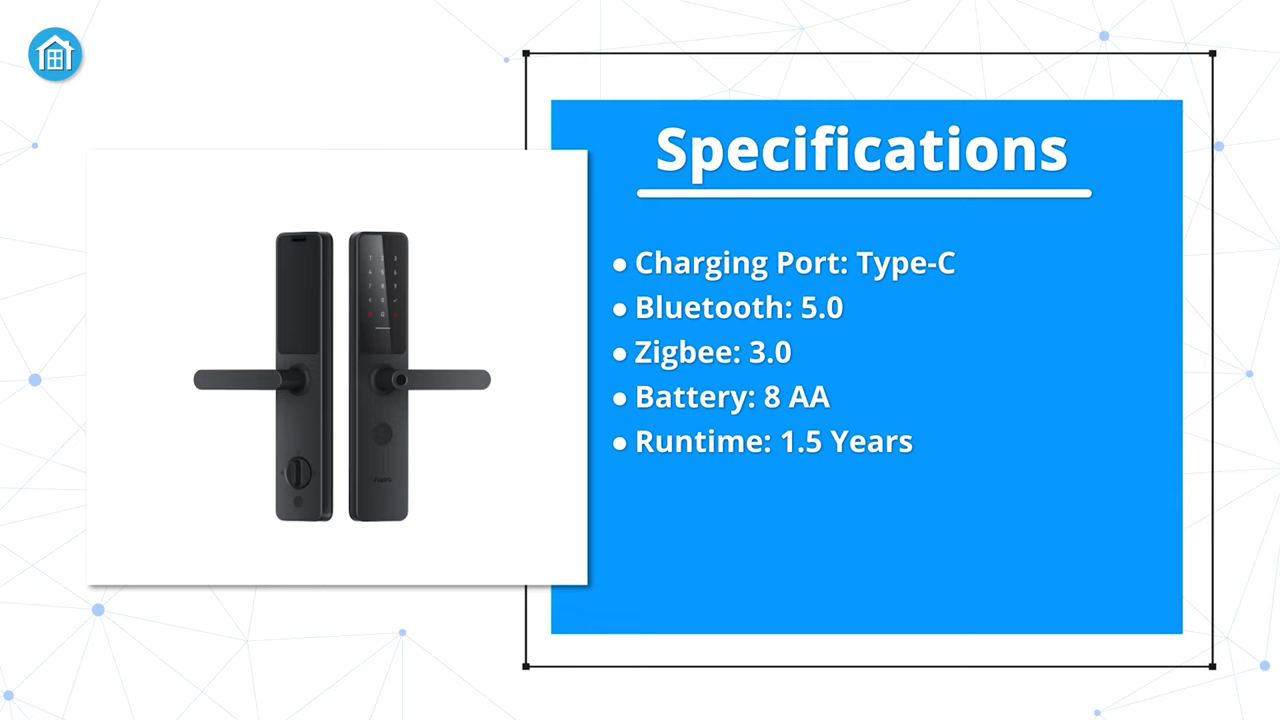 Specifications
● Charging Port: Type-C
● Bluetooth: 5.0
● Zigbee: 3.0
● Battery: 8 AA
● Runtime: 1.5 Years